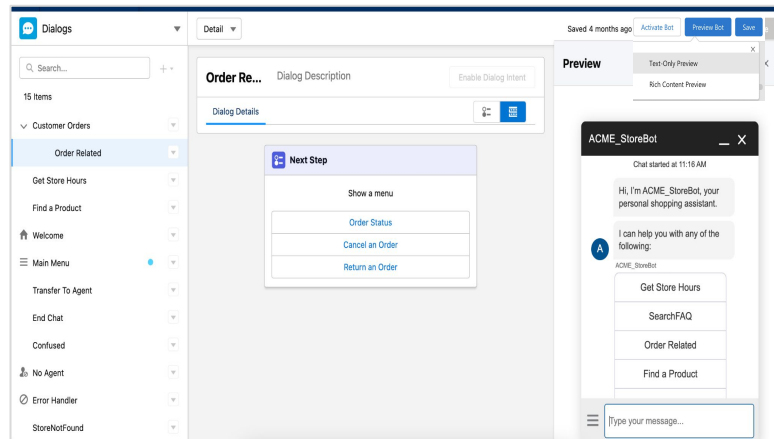 Dialogs
Search...
15 Items
Customer Orders
Order Related
Get Store Hours
Find a Product
Welcome
Main Menu
Transfer To Agent
End Chat
Confused
No Agent
Error Handler
StoreNotFound
Detail
Saved 4 months ago
Activate Bot
Preview Bot
Save
Order Re...
Dialog Description
Enable Dialog Intent
Dialog Details
Next Step
Show a menu
Order Status
Cancel an Order
Return an Order
Preview
X
Text-Only Preview
Rich Content Preview
ACME_StoreBot
Chat started at 11:16 AM
Hi, I'm ACME_StoreBot, your
personal shopping assistant.
I can help you with any of the
following:
A
ACME_StoreBot
Get Store Hours
SearchFAQ
Order Related
Find a Product
Type your message...